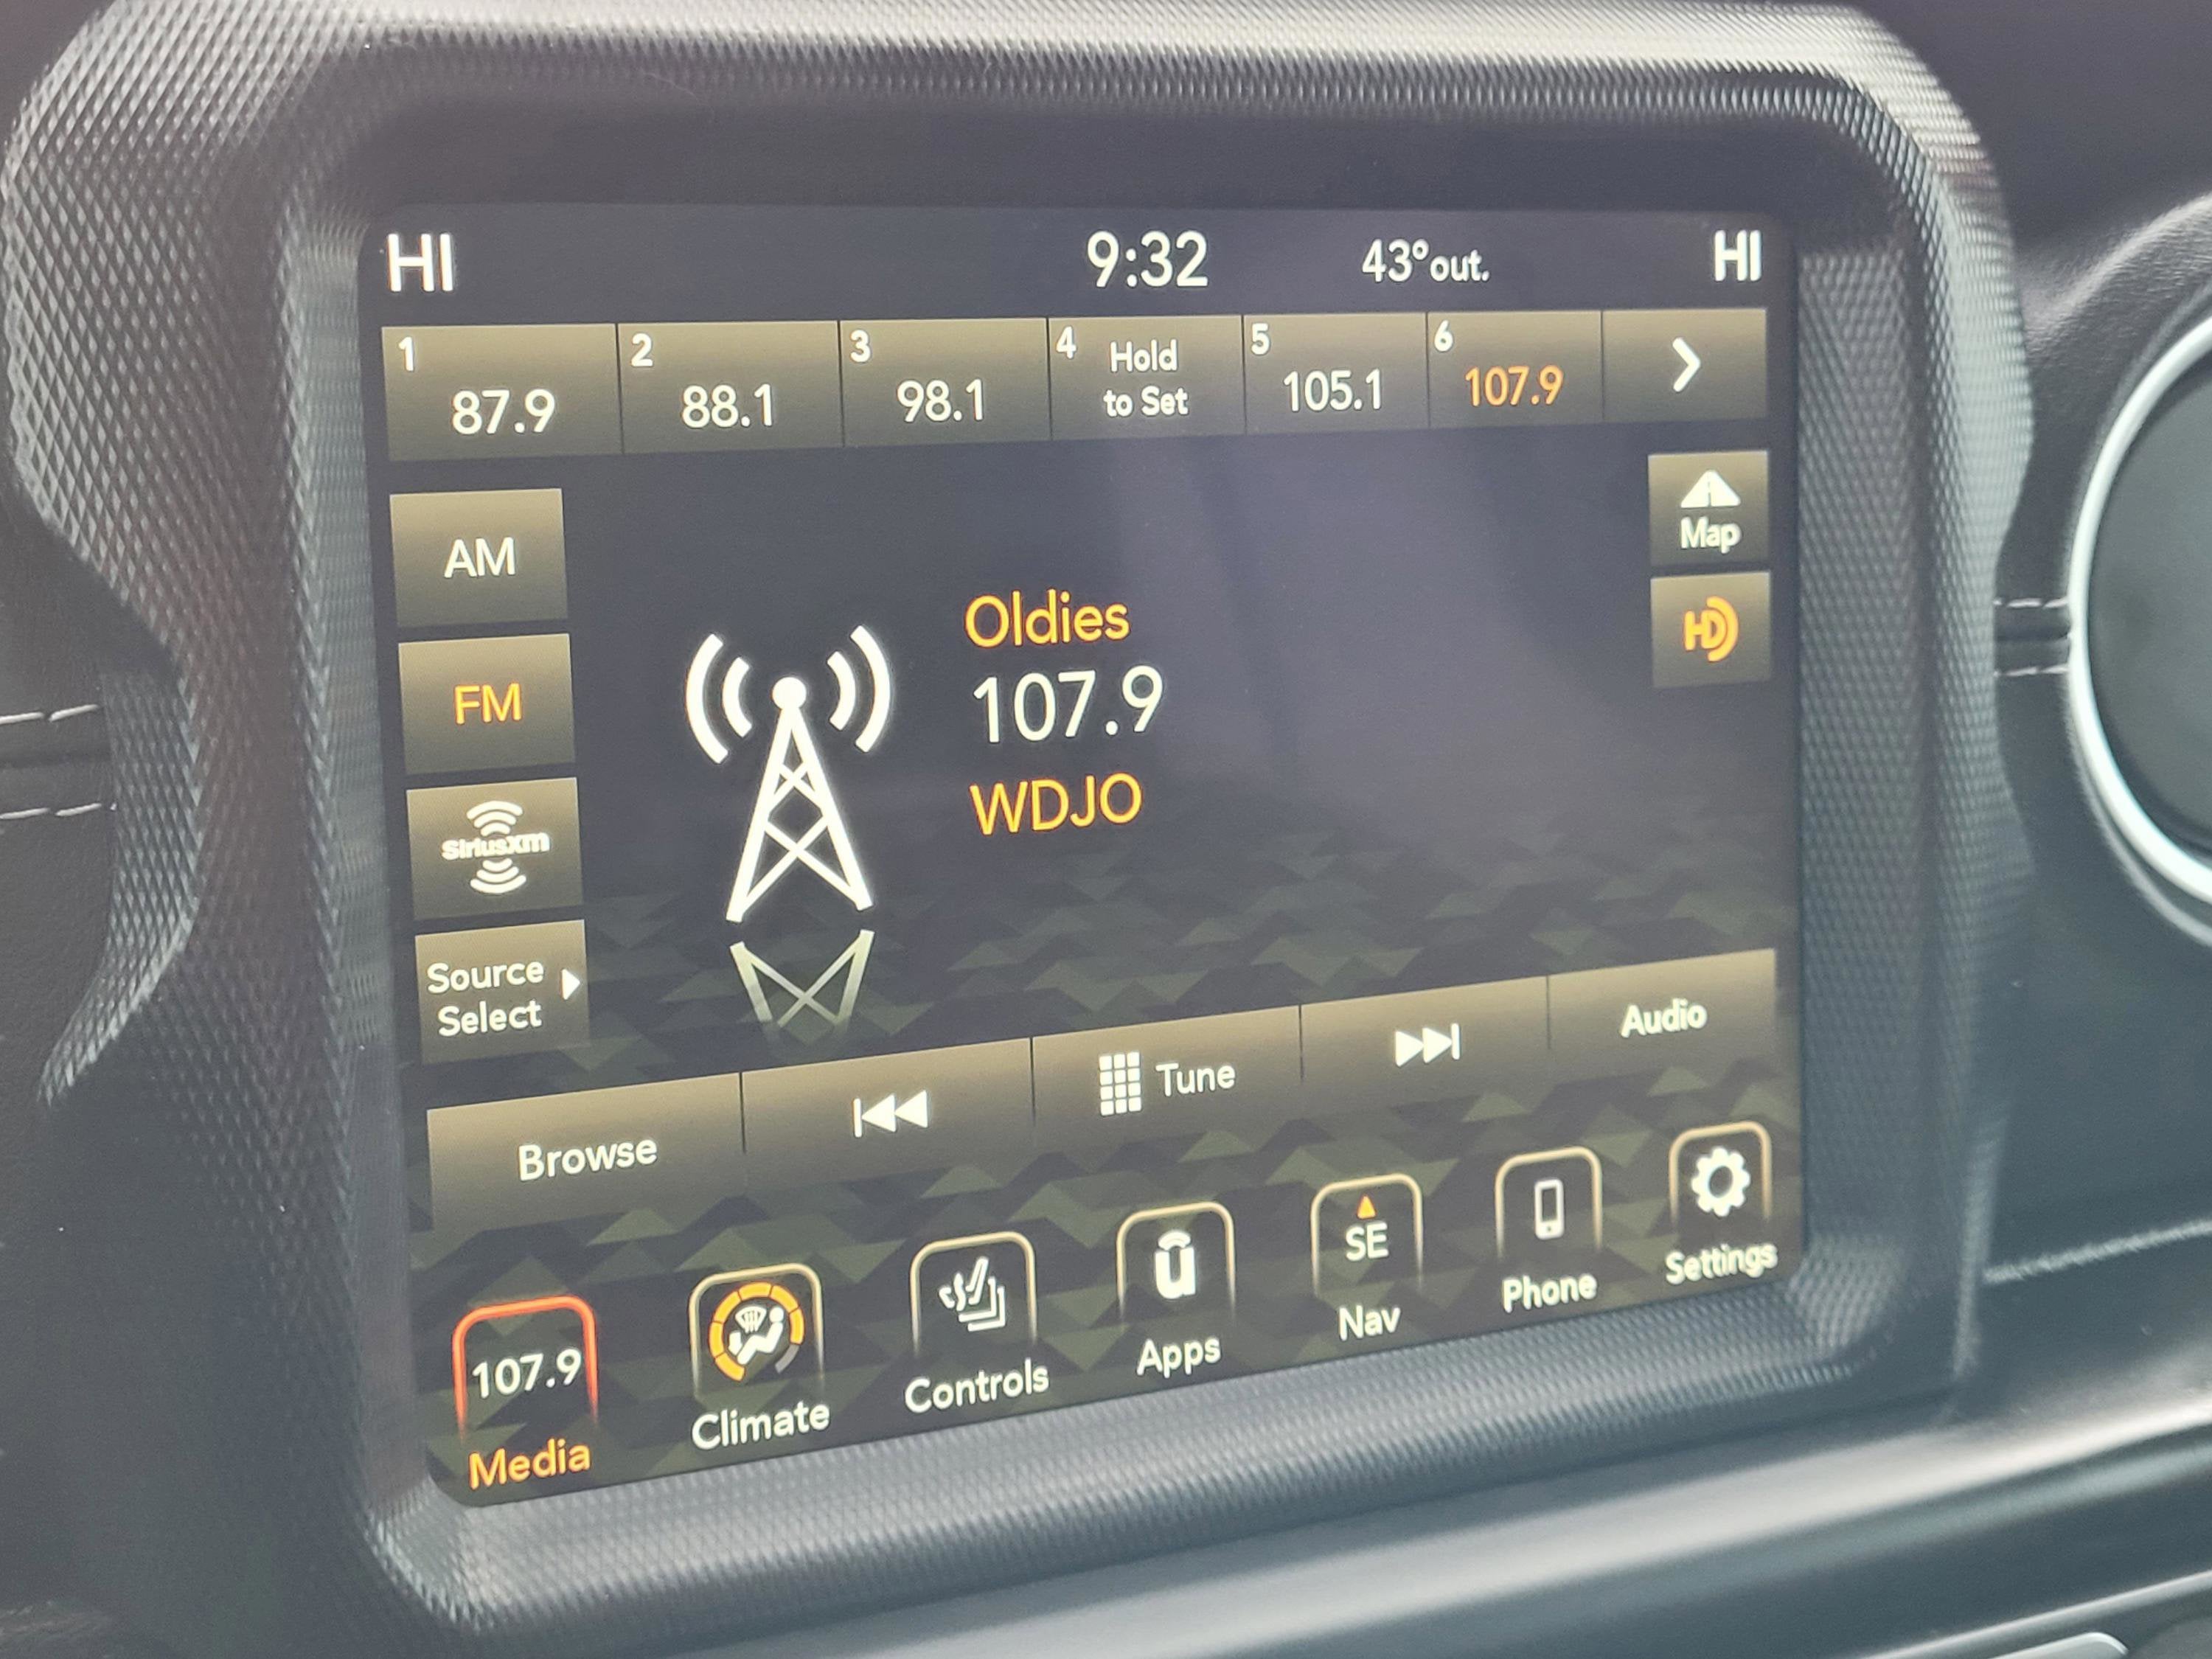 HI 9:32 43°out. HI
1 87.9
2 88.1
3 98.1
4 Hold
to Set
5 105.1
6 107.9
AM
FM
SiriusXm
Source
Select
Oldies
107.9
WDJO
Map
HD
Browse
Tune
Audio
107.9
Media
Climate
Controls
u
Apps
SE
Nav
Phone
Settings